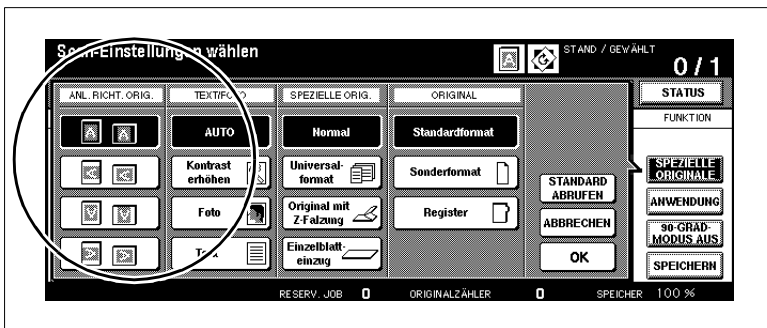 Scan-Einstellungen wählen
STAND / GEWÄHLT
0 / 1
ANL. RICHT. ORIG.
TEXT/FOTO
SPEZIELLE ORIG.
ORIGINAL
STATUS
FUNKTION
A A
AUTO
Normal
Standardformat
A A
Kontrast
erhöhen
Universal-
format
Sonderformat
SPEZIELLE
ORIGINALE
STANDARD
ABRUFEN
A A
Foto
Original mit
Z-Falzung
Register
ANWENDUNG
ABBRECHEN
90-GRAD-
MODUS AUS
A A
Text
Einzelblatt-
einzug
OK
SPEICHERN
RESERV. JOB 0 ORIGINALZÄHLER 0 SPEICHER 100 %